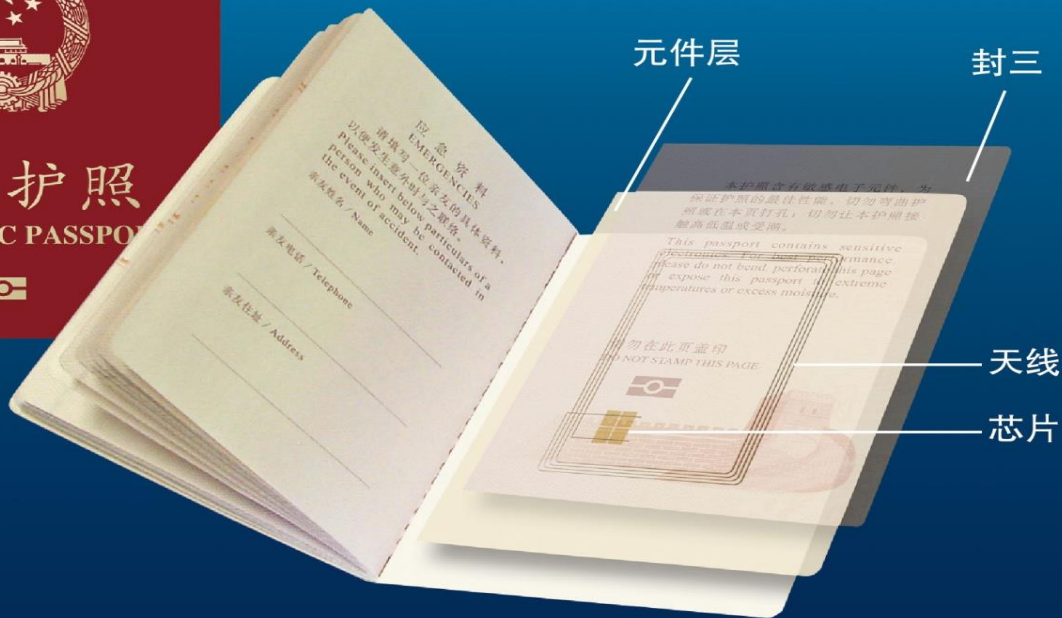 护照
C PASSPO
元件层
封三
天线
芯片
应急资料
EMERGENCIES
请填写一位亲友的具体资料，
以便发生意外时与之联络。
Please insert below particulars of a
person who may be contacted in
the event of accident.
亲友姓名 / Name
亲友电话 / Telephone
亲友住址 / Address
本护照含有敏感电子元件，为
保证护照的最佳性能，切勿弯曲护
照或在本页打孔；切勿让本护照接
触高低温或受潮。
This passport contains sensitive
electronics. For best performance
please do not bend, perforate this page
or expose this passport to extreme
temperatures or excess moisture.
请勿在此页盖印
DO NOT STAMP THIS PAGE